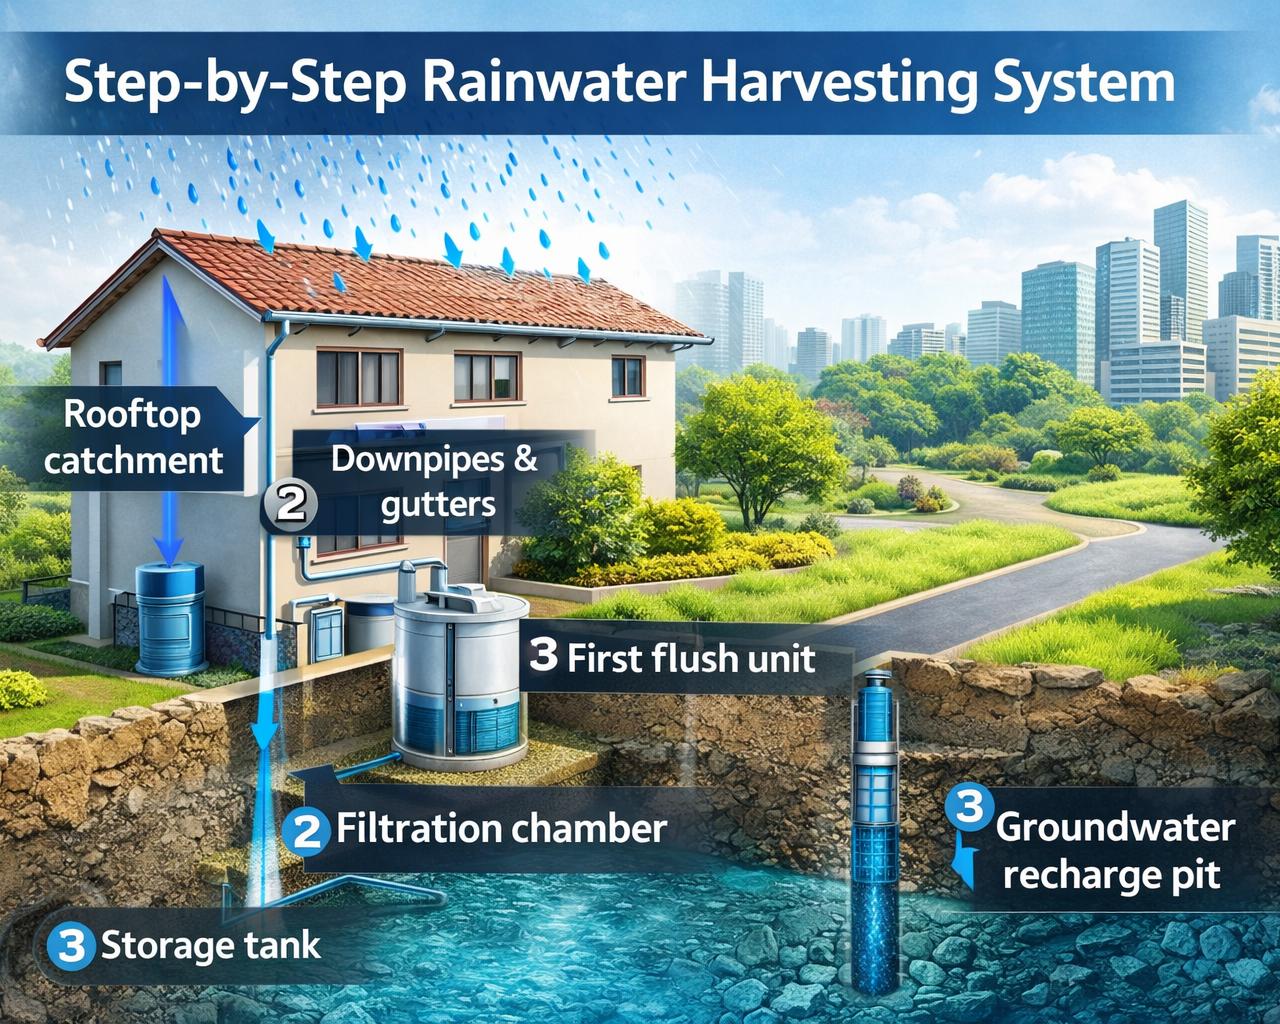 Step-by-Step Rainwater Harvesting System
Rooftop
catchment
2
Downpipes &
gutters
3 First flush unit
2 Filtration chamber
3
Groundwater
recharge pit
3 Storage tank